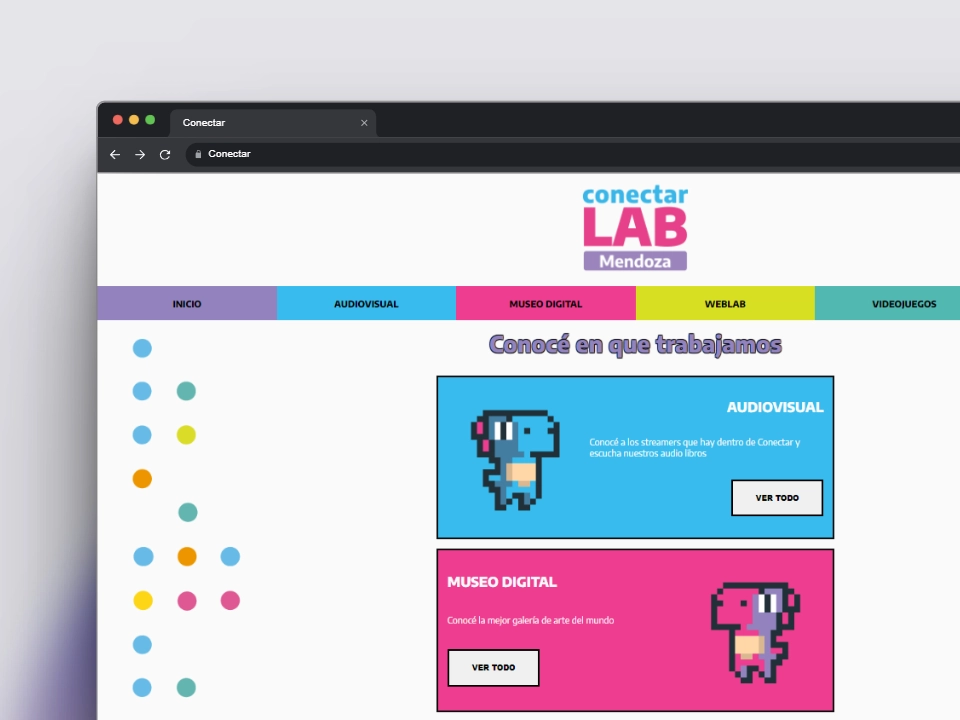 Conectar
Conectar
conectar
LAB
Mendoza
INICIO
AUDIOVISUAL
MUSEO DIGITAL
WEBLAB
VIDEOJUEGOS
Conocé en que trabajamos
AUDIOVISUAL
Conocé a los streamers que hay dentro de Conectar y
escucha nuestros audio libros
VER TODO
MUSEO DIGITAL
Conocé la mejor galería de arte del mundo
VER TODO